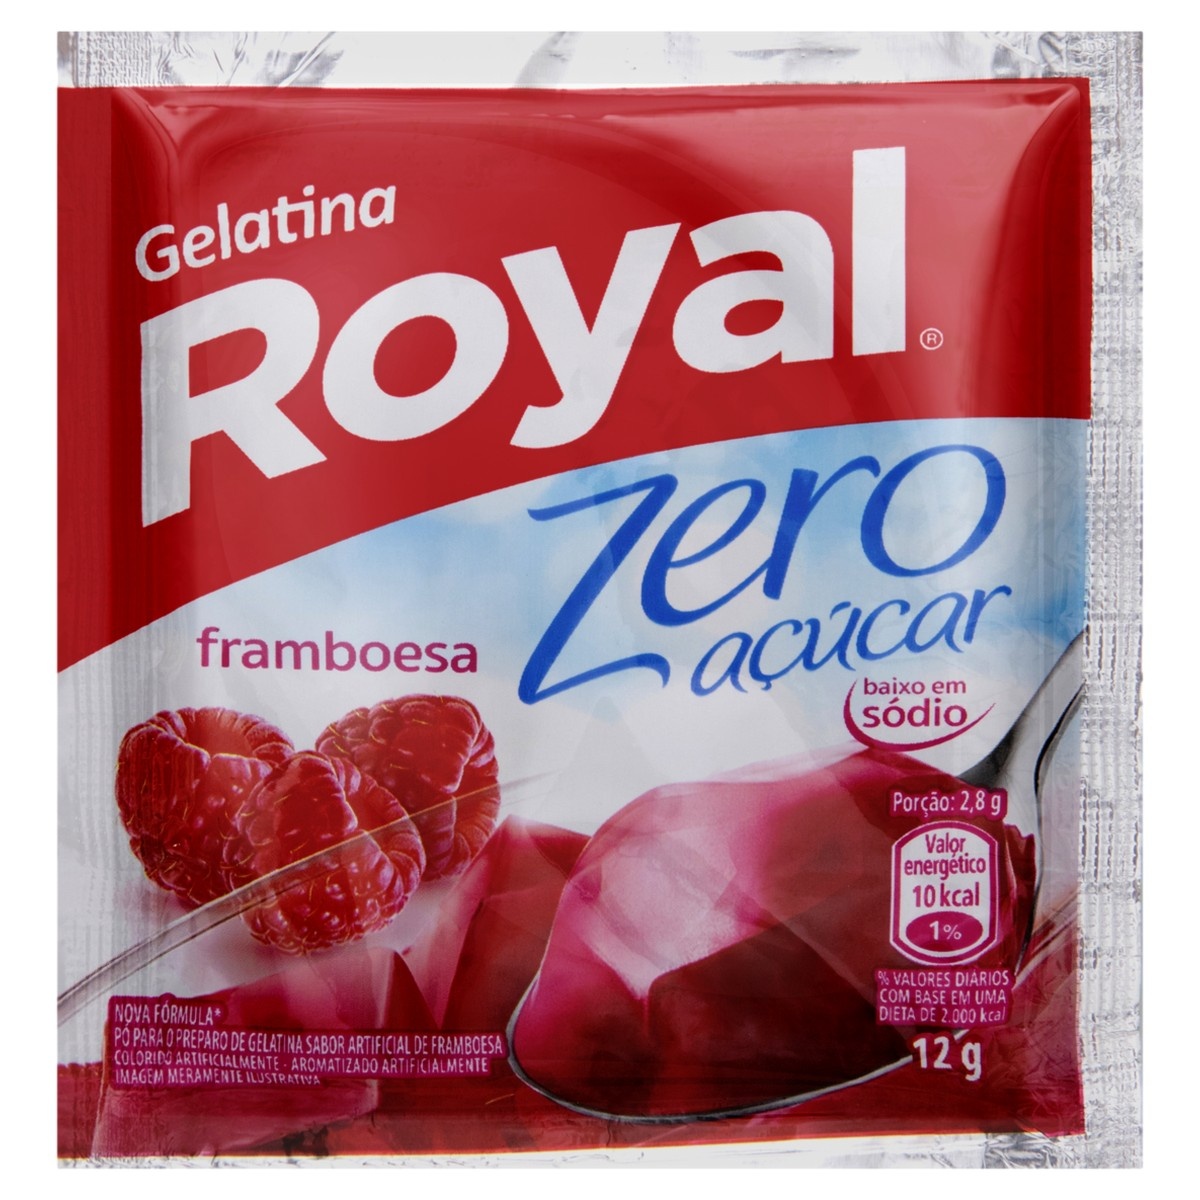 Gelatina
Royal®
Zero
açúcar
framboesa
baixo em
sódio
Porção: 2,8 g
Valor
energético
10 kcal
1%
% VALORES DIÁRIOS
COM BASE EM UMA
DIETA DE 2.000 kcal
NOVA FÓRMULA*
PÓ PARA O PREPARO DE GELATINA SABOR ARTIFICIAL DE FRAMBOESA
COLORIDO ARTIFICIALMENTE - AROMATIZADO ARTIFICIALMENTE
IMAGEM MERAMENTE ILUSTRATIVA
12 g